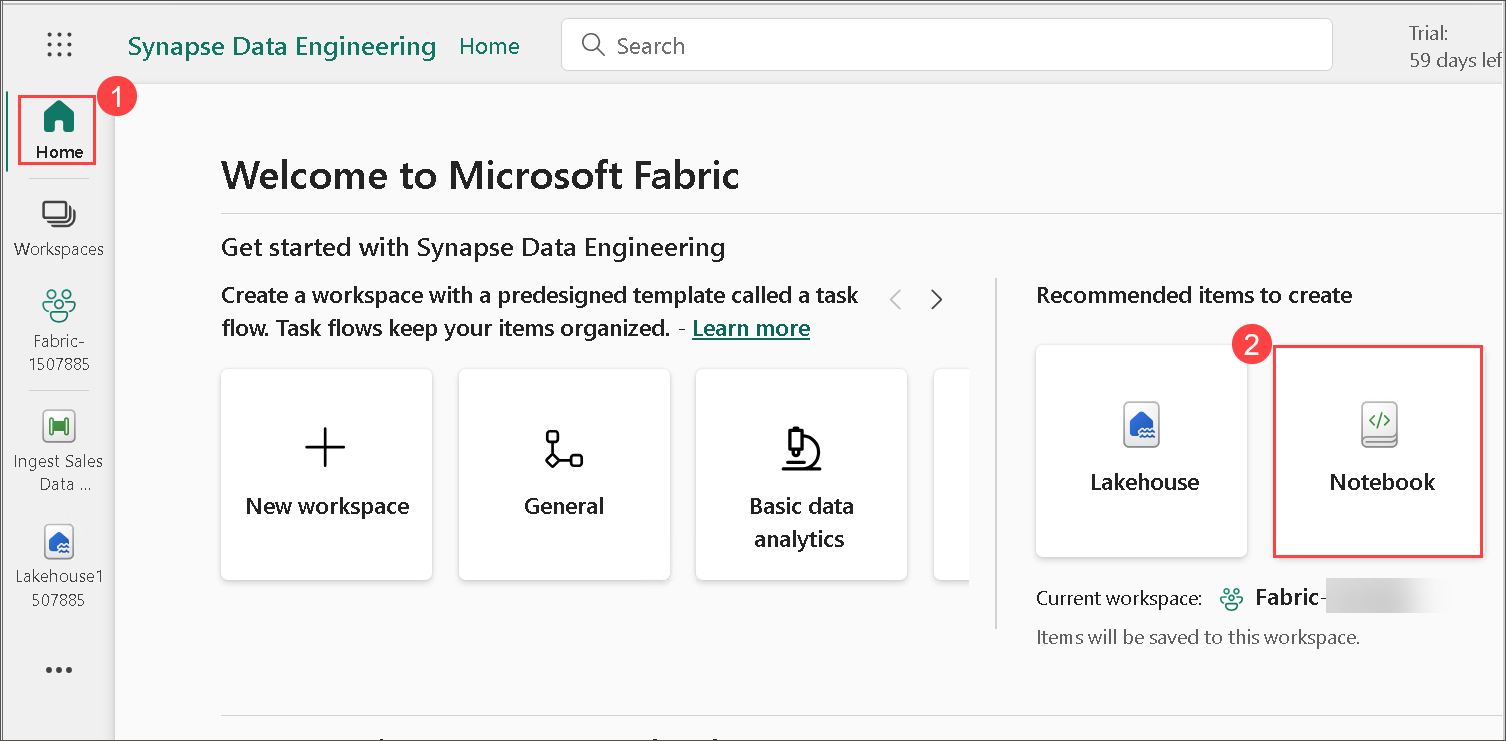 Synapse Data Engineering Home
Search
Trial:
59 days lef
1
Home
Workspaces
Fabric-
1507885
Ingest Sales
Data ...
Lakehouse1
507885
Welcome to Microsoft Fabric
Get started with Synapse Data Engineering
Create a workspace with a predesigned template called a task
flow. Task flows keep your items organized. - Learn more
New workspace
General
Basic data
analytics
Recommended items to create
2
Lakehouse
Notebook
Current workspace: Fabric-
Items will be saved to this workspace.